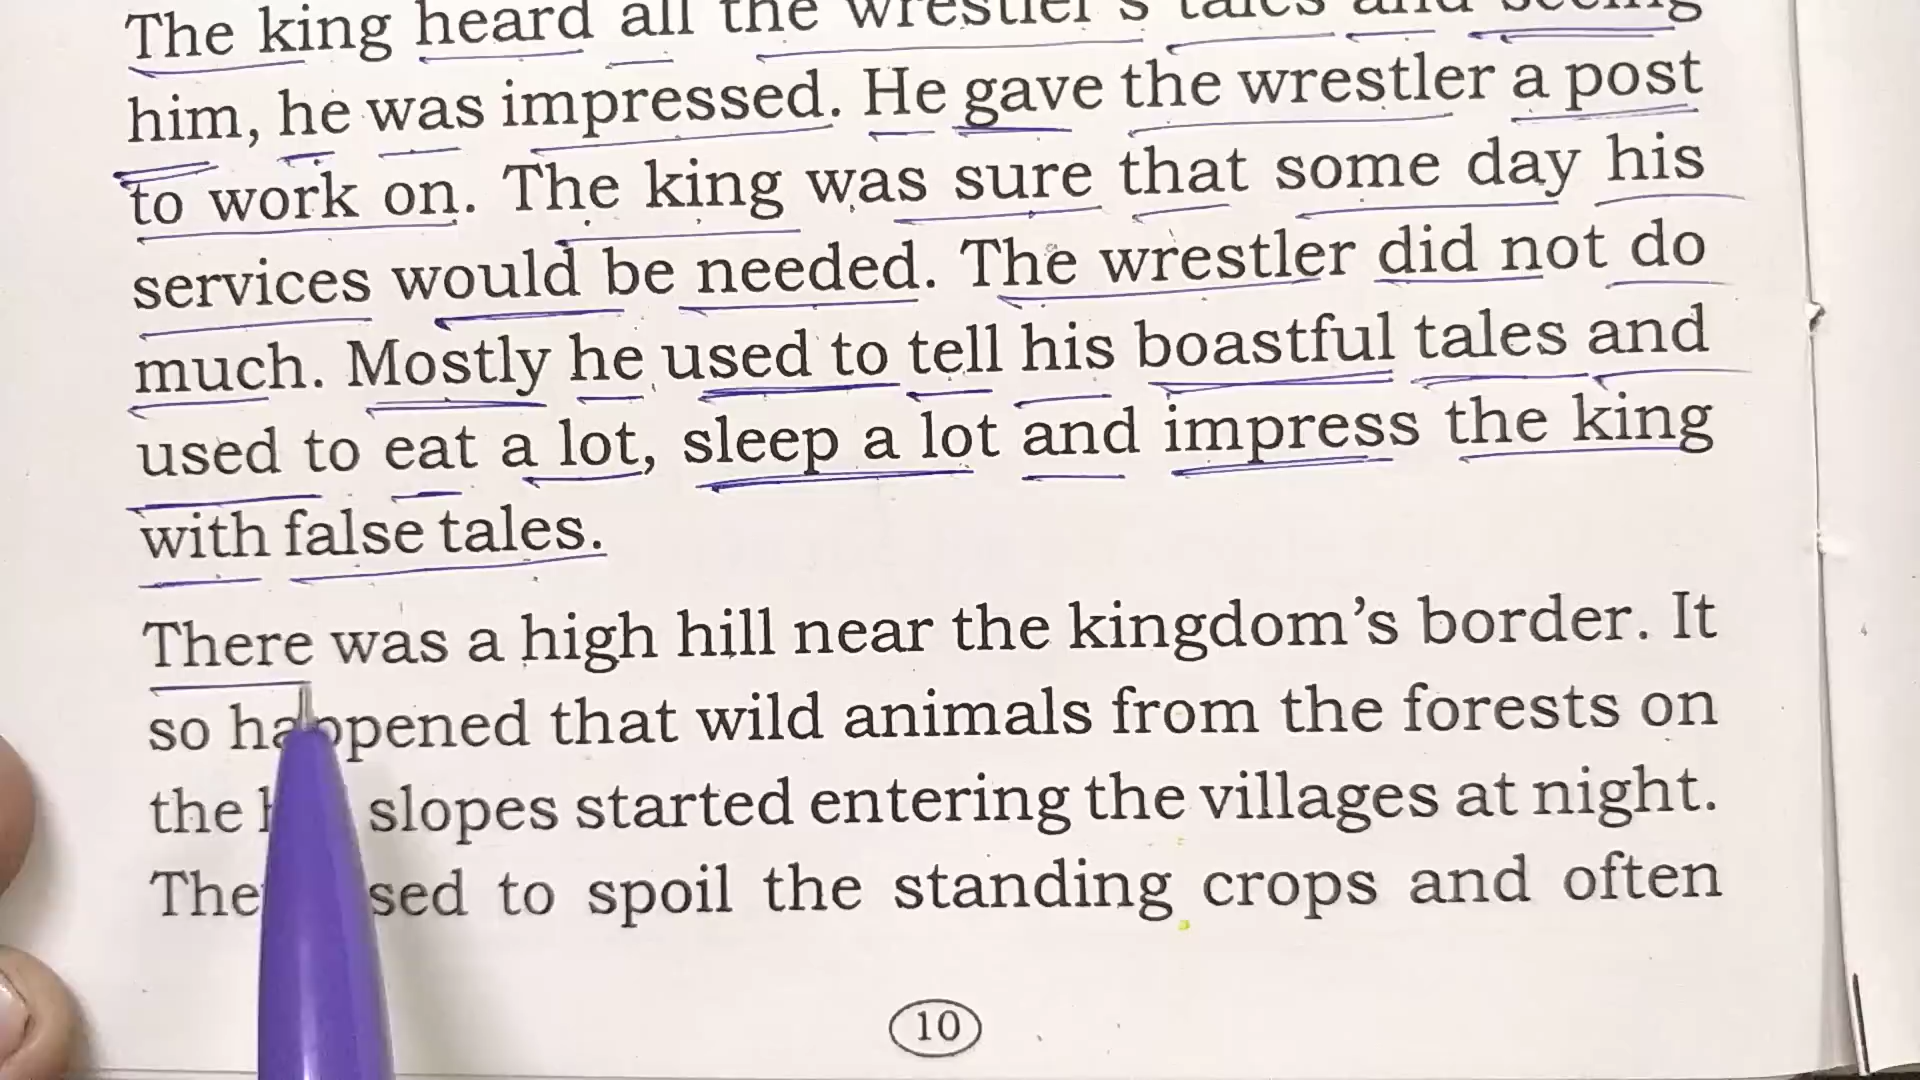 The king heard all the wrestler's tales and seeing
him, he was impressed. He gave the wrestler a post
to work on. The king was sure that some day his
services would be needed. The wrestler did not do
much. Mostly he used to tell his boastful tales and
used to eat a lot, sleep a lot and impress the king
with false tales.
There was a high hill near the kingdom's border. It
so happened that wild animals from the forests on
the slopes started entering the villages at night.
to spoil the standing crops and often
10